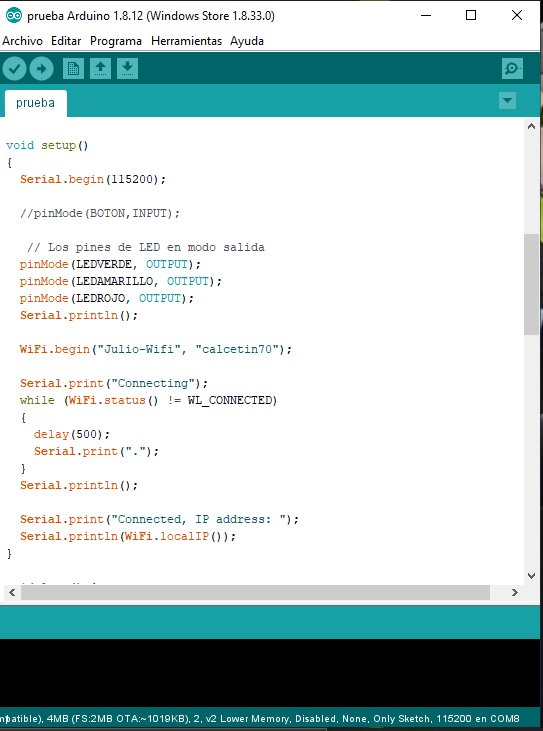 prueba Arduino 1.8.12 (Windows Store 1.8.33.0)
Archivo Editar Programa Herramientas Ayuda
prueba
void setup()
{
Serial.begin(115200);
//pinMode(BOTON,INPUT);
// Los pines de LED en modo salida
pinMode(LEDVERDE, OUTPUT);
pinMode(LEDAMARILLO, OUTPUT);
pinMode(LEDROJO, OUTPUT);
Serial.println();
WiFi.begin("Julio-Wifi", "calcetin70");
Serial.print("Connecting");
while (WiFi.status() != WL_CONNECTED)
{
delay(500);
Serial.print(".");
}
Serial.println();
Serial.print("Connected, IP address: ");
Serial.println(WiFi.localIP());
}
4MB (FS:2MB OTA:~1019KB), 2, v2 Lower Memory, Disabled, None, Only Sketch, 115200 en COM8